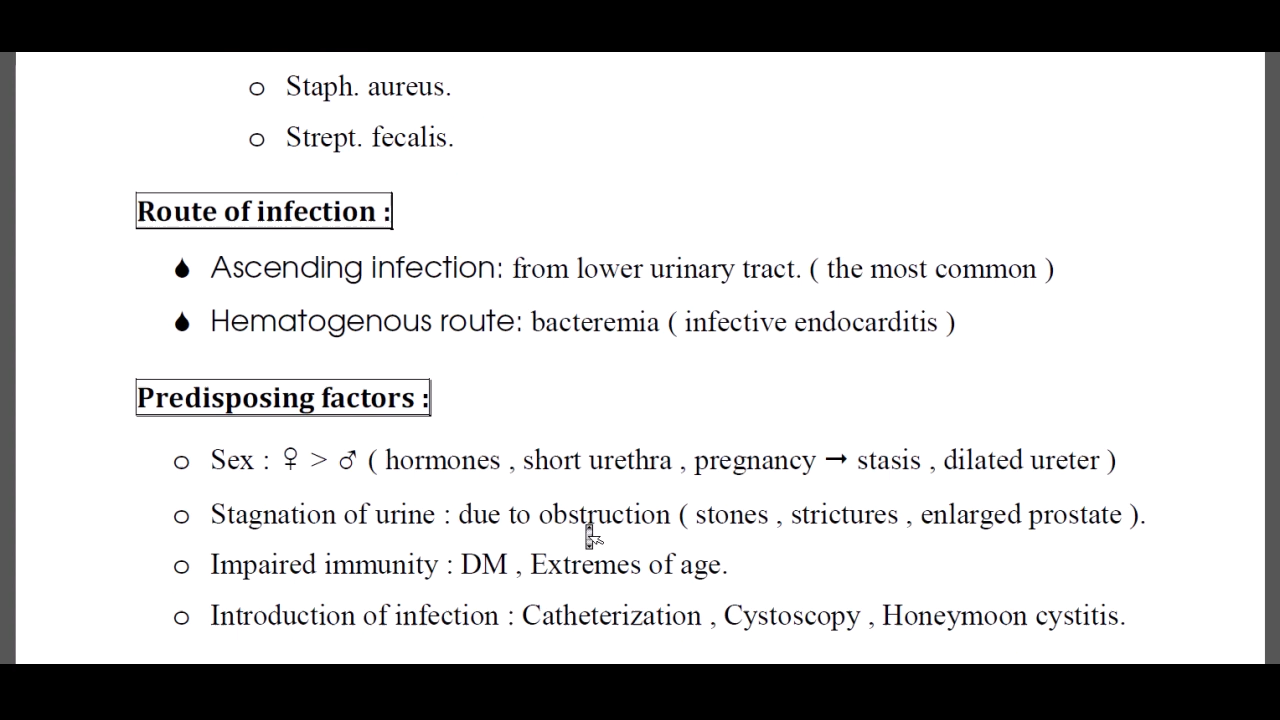 o Staph. aureus.
o Strept. fecalis.
Route of infection :
Ascending infection: from lower urinary tract. ( the most common )
Hematogenous route: bacteremia ( infective endocarditis )
Predisposing factors :
o Sex : ♀ > ♂ ( hormones , short urethra , pregnancy → stasis , dilated ureter )
o Stagnation of urine : due to obstruction ( stones , strictures , enlarged prostate ).
o Impaired immunity : DM , Extremes of age.
o Introduction of infection : Catheterization , Cystoscopy , Honeymoon cystitis.